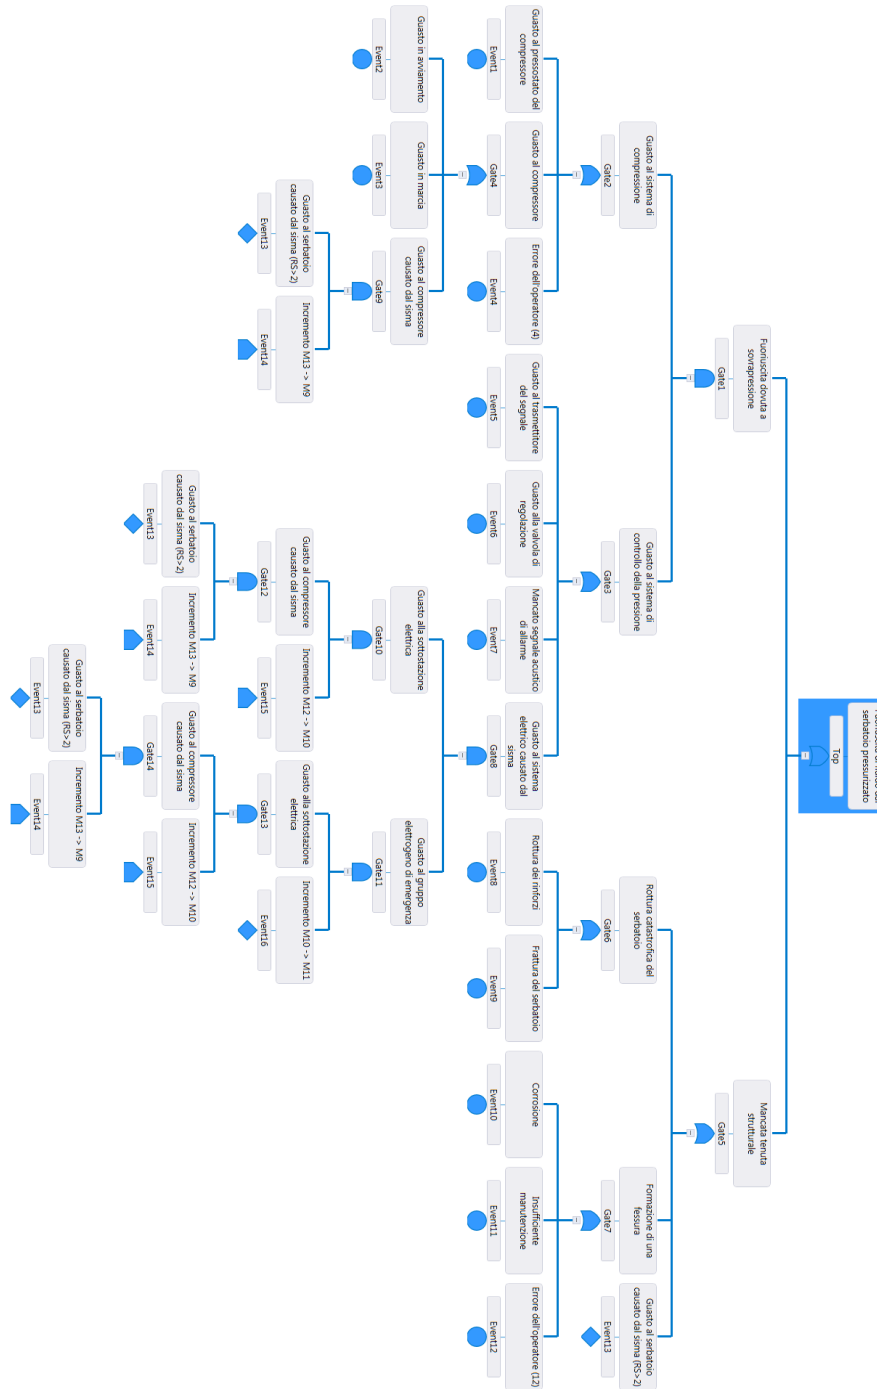 serbatoio pressurizzato
Top
Fuoriuscita dovuta a
sovrapressione
Gate1
Mancata tenuta
strutturale
Gate5
Guasto al sistema di
compressione
Gate2
Guasto al sistema di
controllo della pressione
Gate3
Rottura catastrofica del
serbatoio
Gate6
Formazione di una
fessura
Gate7
Guasto al serbatoio
causato dal sisma (RS>2)
Event13
Guasto al pressostato del
compressore
Event1
Guasto al compressore
Gate4
Errore dell'operatore (4)
Event4
Guasto al trasmettitore
del segnale
Event5
Guasto alla valvola di
regolazione
Event6
Mancato segnale acustico
di allarme
Event7
Guasto al sistema
elettrico causato dal
sisma
Gate8
Rottura dei rinforzi
Event8
Frattura del serbatoio
Event9
Corrosione
Event10
Insufficiente
manutenzione
Event11
Errore dell'operatore (12)
Event12
Guasto in avviamento
Event2
Guasto in marcia
Event3
Guasto al compressore
causato dal sisma
Gate9
Guasto alla sottostazione
elettrica
Gate10
Guasto al gruppo
elettrogeno di emergenza
Gate11
Guasto al serbatoio
causato dal sisma (RS>2)
Event13
Incremento M13 -> M9
Event14
Guasto al compressore
causato dal sisma
Gate12
Incremento M12 -> M10
Event15
Guasto alla sottostazione
elettrica
Gate13
Incremento M10 -> M11
Event16
Guasto al serbatoio
causato dal sisma (RS>2)
Event13
Incremento M13 -> M9
Event14
Guasto al compressore
causato dal sisma
Gate14
Incremento M12 -> M10
Event15
Guasto al serbatoio
causato dal sisma (RS>2)
Event13
Incremento M13 -> M9
Event14